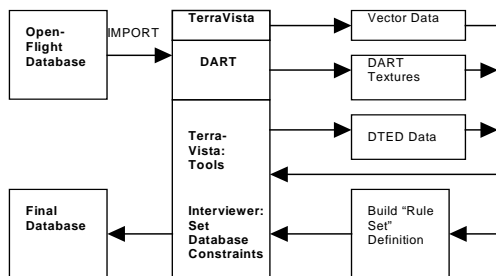 Open-
Flight
Database
IMPORT
TerraVista
DART
Terra-
Vista:
Tools
Interviewer:
Set
Database
Constraints
Vector Data
DART
Textures
DTED Data
Build “Rule
Set”
Definition
Final
Database